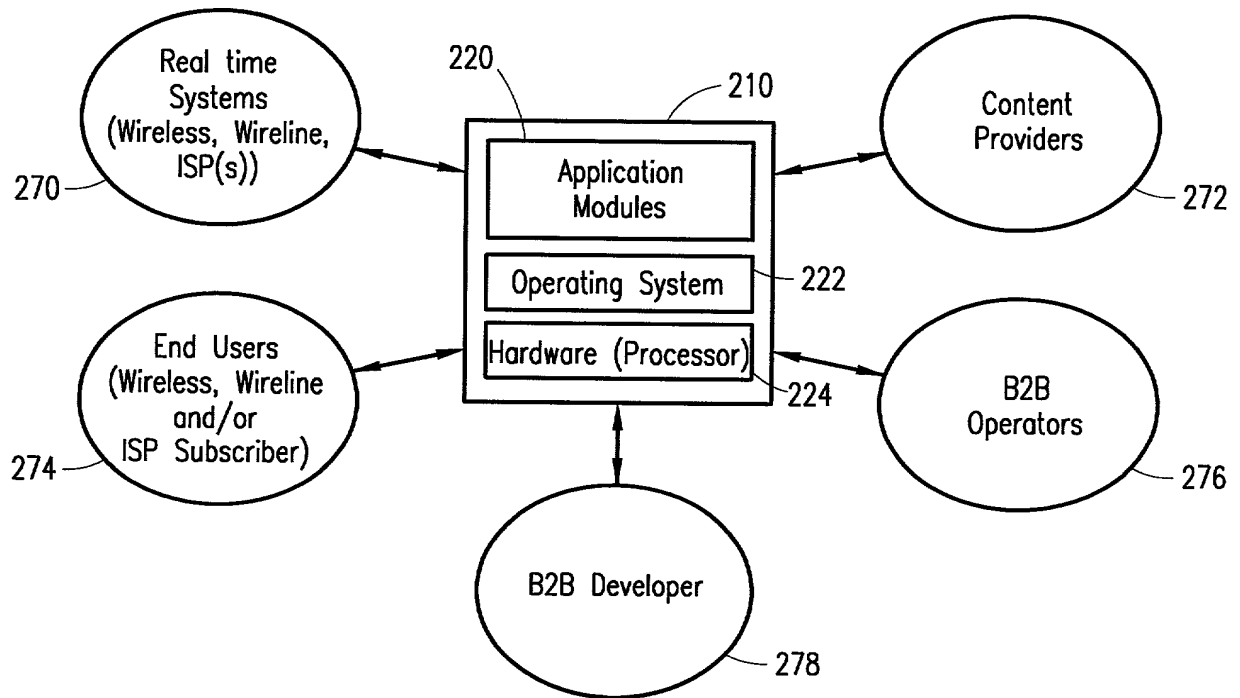 Real time
Systems
(Wireless, Wireline,
ISP(s))
270
220
210
Application
Modules
Operating System
222
Hardware (Processor)
224
Content
Providers
272
End Users
(Wireless, Wireline
and/or
ISP Subscriber)
274
B2B
Operators
276
B2B Developer
278